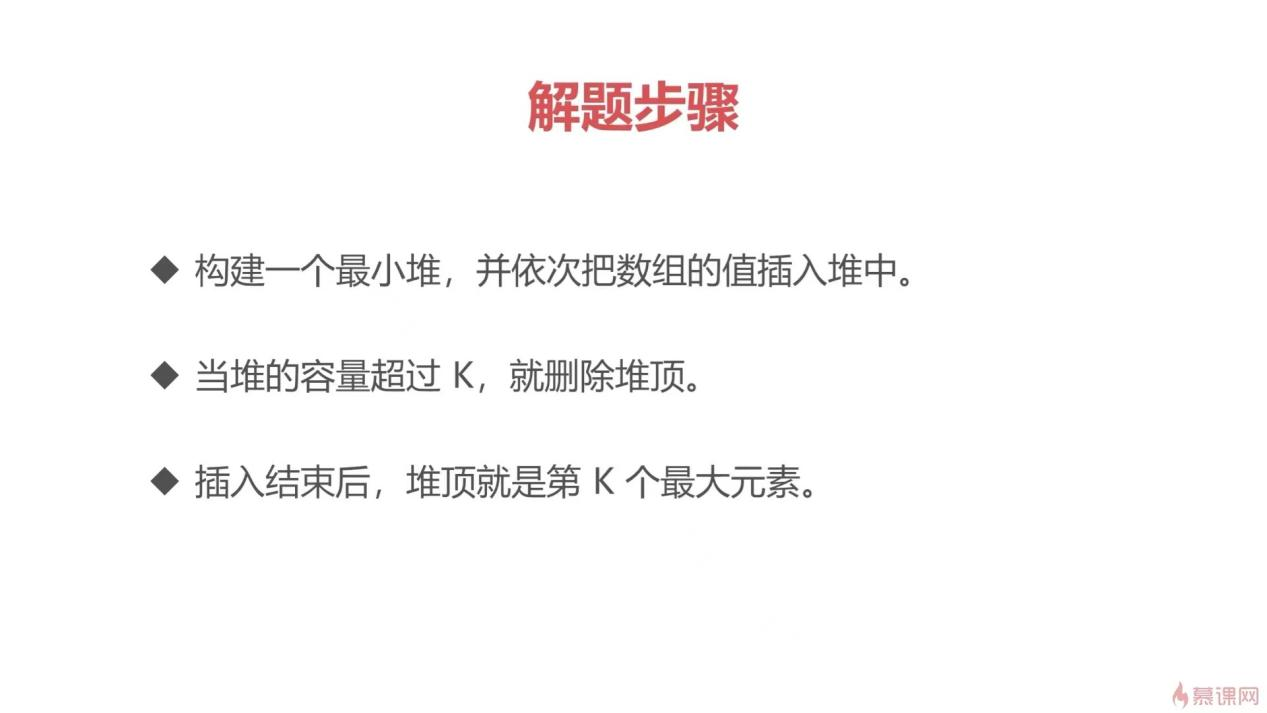 解题步骤
◆ 构建一个最小堆，并依次把数组的值插入堆中。
◆ 当堆的容量超过 K，就删除堆顶。
◆ 插入结束后，堆顶就是第 K 个最大元素。
慕课网